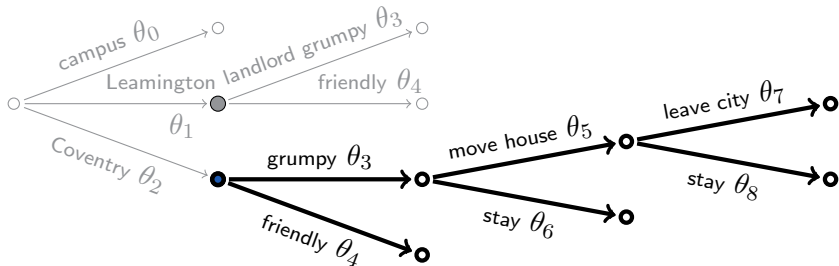 campus θ₀
Leamington
θ₁
Coventry θ₂
landlord grumpy θ₃
friendly θ₄
grumpy θ₃
friendly θ₄
move house θ₅
stay θ₆
leave city θ₇
stay θ₈